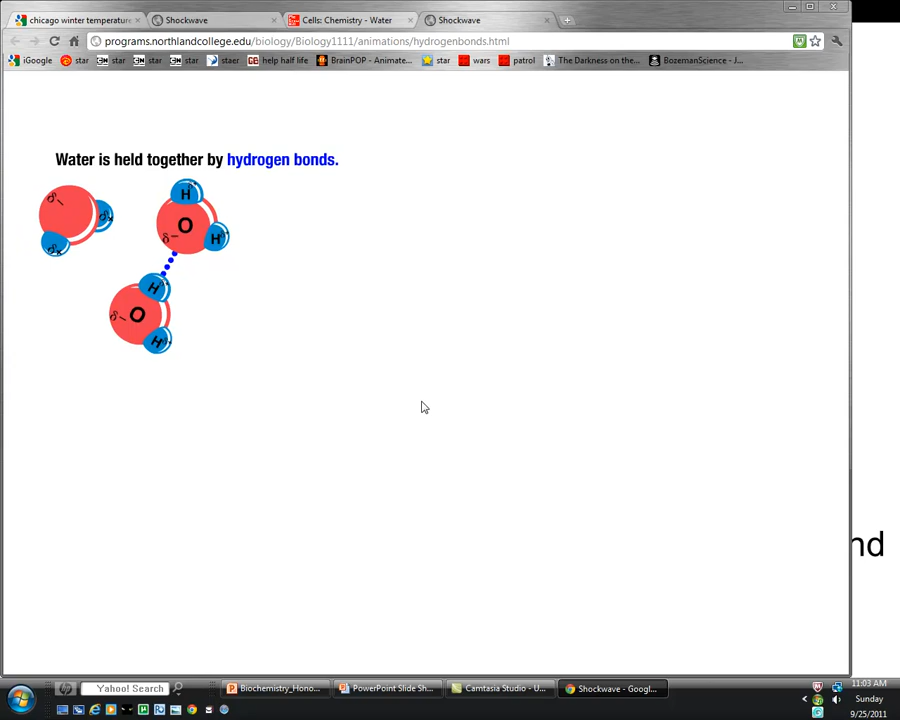 chicago winter temperature
Shockwave
Cells: Chemistry - Water
Shockwave
programs.northlandcollege.edu/biology/Biology1111/animations/hydrogenbonds.html
iGoogle star star star star staer help half life BrainPOP - Animate... star wars patrol The Darkness on the... BozemanScience - J...
Water is held together by hydrogen bonds.
δ- δ+ δ+
H
O
δ-
H
H
O
δ-
H
nd
Yahoo! Search
Biochemistry_Hono...
PowerPoint Slide Sh...
Camtasia Studio - U...
Shockwave - Googl...
11:03 AM
Sunday
9/25/2011